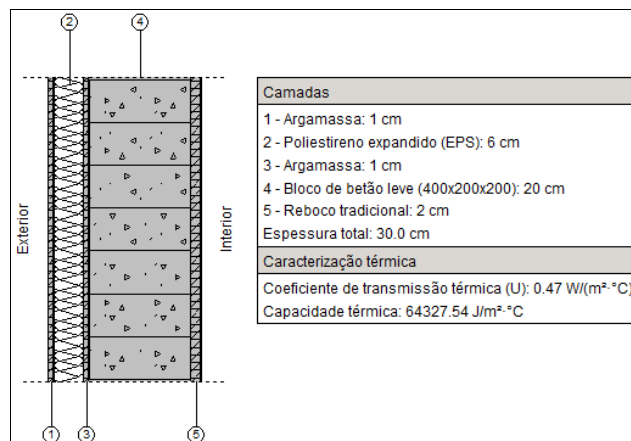 2
4
Exterior
Interior
1
3
5
Camadas
1 - Argamassa: 1 cm
2 - Poliestireno expandido (EPS): 6 cm
3 - Argamassa: 1 cm
4 - Bloco de betão leve (400x200x200): 20 cm
5 - Reboco tradicional: 2 cm
Espessura total: 30.0 cm
Caracterização térmica
Coeficiente de transmissão térmica (U): 0.47 W/(m²·°C)
Capacidade térmica: 64327.54 J/m²·°C